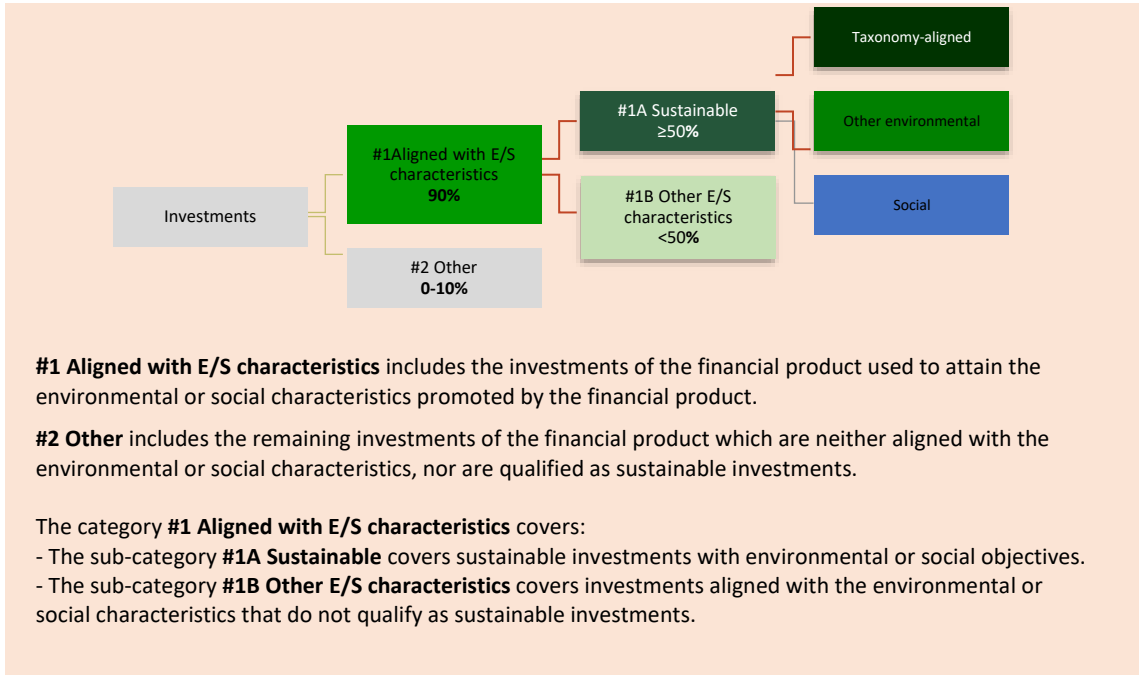 Taxonomy-aligned
#1A Sustainable
≥50%
Other environmental
#1Aligned with E/S
characteristics
90%
#1B Other E/S
characteristics
<50%
Social
Investments
#2 Other
0-10%
#1 Aligned with E/S characteristics includes the investments of the financial product used to attain the
environmental or social characteristics promoted by the financial product.
#2 Other includes the remaining investments of the financial product which are neither aligned with the
environmental or social characteristics, nor are qualified as sustainable investments.
The category #1 Aligned with E/S characteristics covers:
- The sub-category #1A Sustainable covers sustainable investments with environmental or social objectives.
- The sub-category #1B Other E/S characteristics covers investments aligned with the environmental or
social characteristics that do not qualify as sustainable investments.